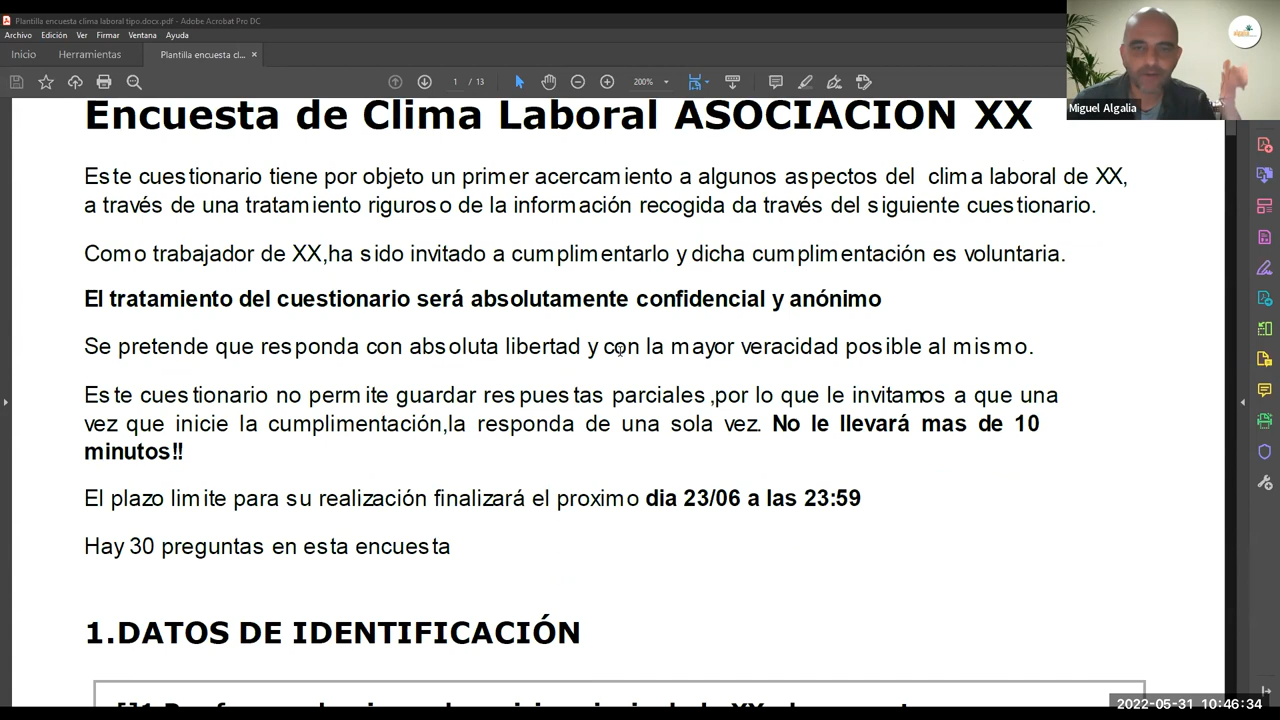 Plantilla encuesta clima laboral tipo.docx.pdf - Adobe Acrobat Pro DC
Archivo Edición Ver Firmar Ventana Ayuda
Inicio Herramientas Plantilla encuesta cl... ×
1 / 13 200%
Miguel Algalia
Encuesta de Clima Laboral ASOCIACION XX
Este cuestionario tiene por objeto un primer acercamiento a algunos aspectos del clima laboral de XX,
a través de una tratamiento riguroso de la información recogida da través del siguiente cuestionario.
Como trabajador de XX,ha sido invitado a cumplimentarlo y dicha cumplimentación es voluntaria.
El tratamiento del cuestionario será absolutamente confidencial y anónimo
Se pretende que responda con absoluta libertad y con la mayor veracidad posible al mismo.
Este cuestionario no permite guardar respuestas parciales ,por lo que le invitamos a que una
vez que inicie la cumplimentación,la responda de una sola vez. No le llevará mas de 10
minutos!!
El plazo limite para su realización finalizará el proximo dia 23/06 a las 23:59
Hay 30 preguntas en esta encuesta
1.DATOS DE IDENTIFICACIÓN
2022-05-31 10:46:34